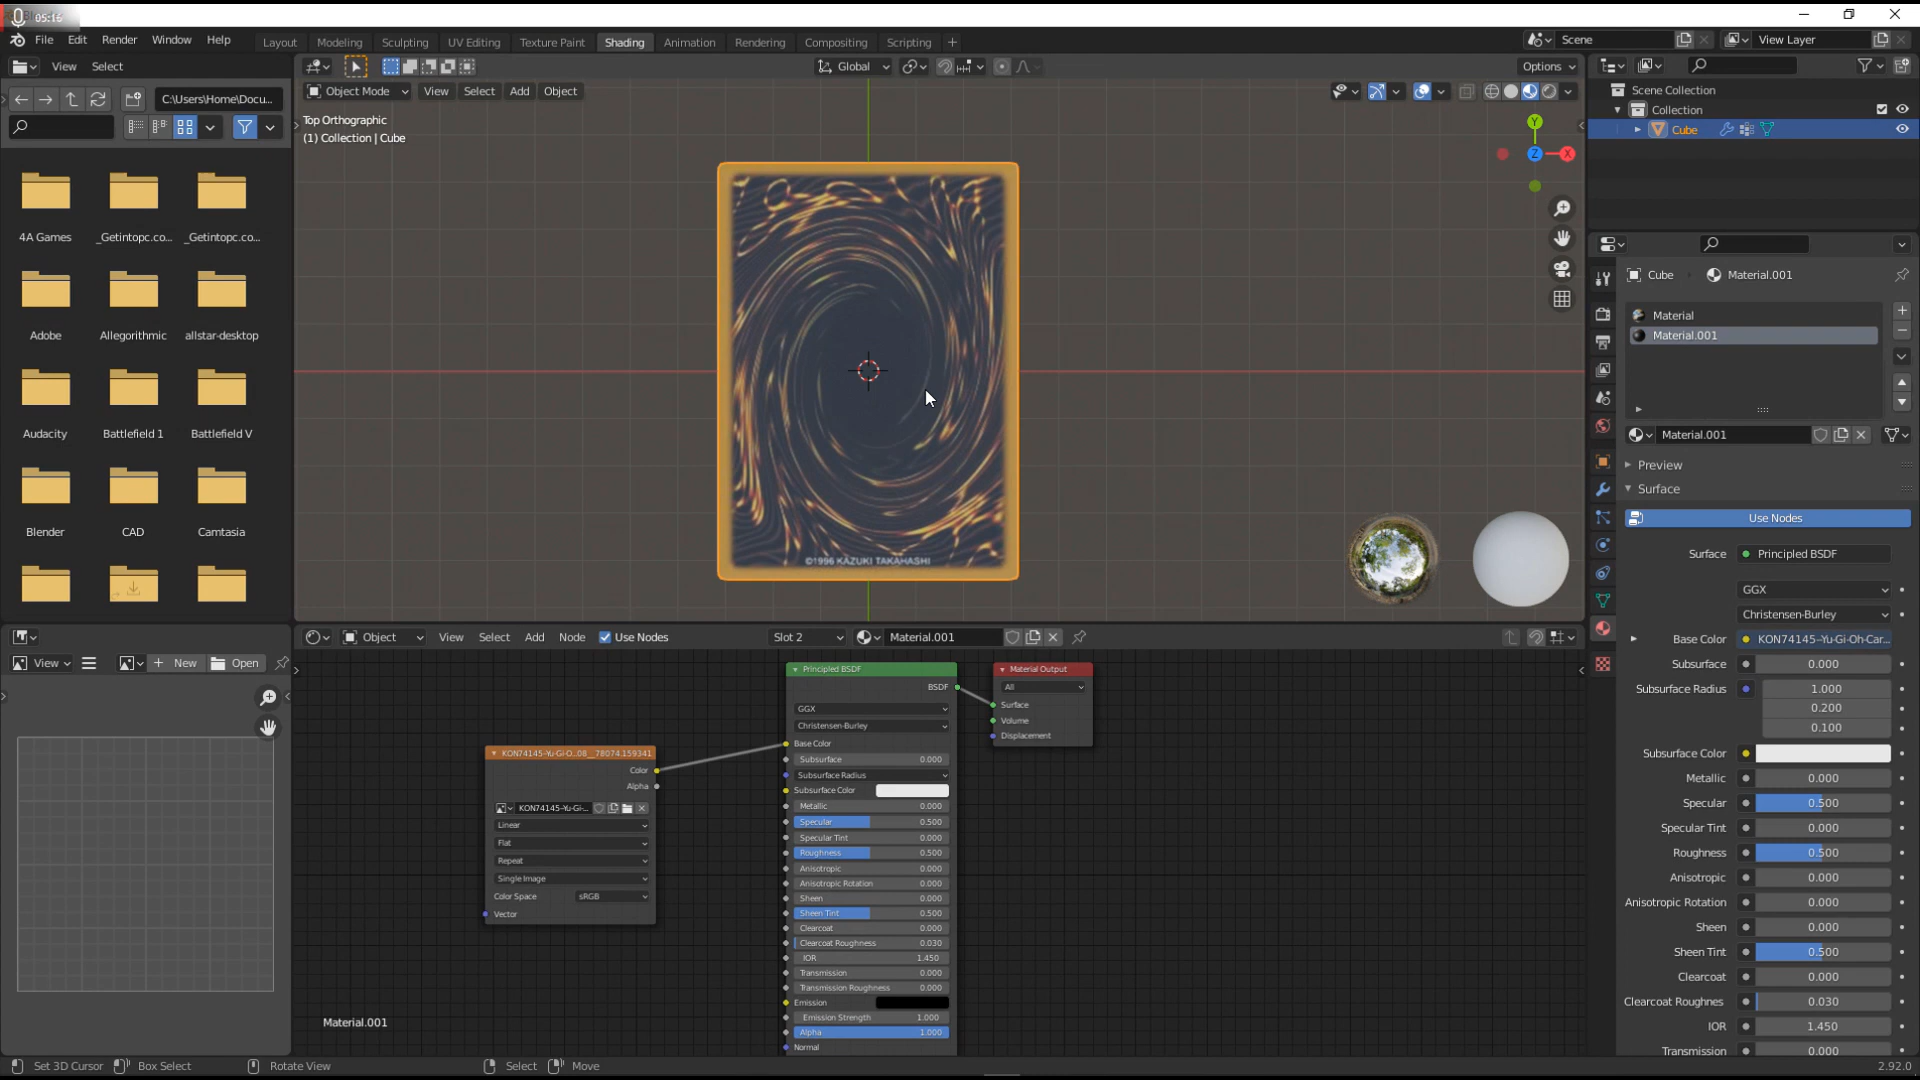 05:16
File Edit Render Window Help
Layout Modeling Sculpting UV Editing Texture Paint Shading Animation Rendering Compositing Scripting
Scene View Layer
View Select
C:\Users\Home\Docu...
Global Options
Object Mode View Select Add Object
Top Orthographic
(1) Collection | Cube
Y
Z X
Scene Collection
Collection
Cube
4A Games _Getintopc.co... _Getintopc.co...
Adobe Allegorithmic allstar-desktop
Audacity Battlefield 1 Battlefield V
Blender CAD Camtasia
©1996 KAZUKI TAKAHASHI
Cube Material.001
Material
Material.001
Material.001
Preview
Surface
Use Nodes
Surface Principled BSDF
GGX
Christensen-Burley
Base Color KON74145-Yu-Gi-Oh-Car...
Subsurface 0.000
Subsurface Radius 1.000
0.200
0.100
Subsurface Color
Metallic 0.000
Specular 0.500
Specular Tint 0.000
Roughness 0.500
Anisotropic 0.000
Anisotropic Rotation 0.000
Sheen 0.000
Sheen Tint 0.500
Clearcoat 0.000
Clearcoat Roughnes 0.030
IOR 1.450
Transmission 0.000
View New Open
Object View Select Add Node Use Nodes Slot 2 Material.001
KON74145-Yu-Gi-O..08__78074.159341
Color
Alpha
KON74145-Yu-Gi-...
Linear
Flat
Repeat
Single Image
Color Space sRGB
Vector
Principled BSDF
BSDF
GGX
Christensen-Burley
Base Color
Subsurface 0.000
Subsurface Radius
Subsurface Color
Metallic 0.000
Specular 0.500
Specular Tint 0.000
Roughness 0.500
Anisotropic 0.000
Anisotropic Rotation 0.000
Sheen 0.000
Sheen Tint 0.500
Clearcoat 0.000
Clearcoat Roughness 0.030
IOR 1.450
Transmission 0.000
Transmission Roughness 0.000
Emission
Emission Strength 1.000
Alpha 1.000
Normal
Material Output
All
Surface
Volume
Displacement
Material.001
Set 3D Cursor Box Select Rotate View Select Move 2.92.0